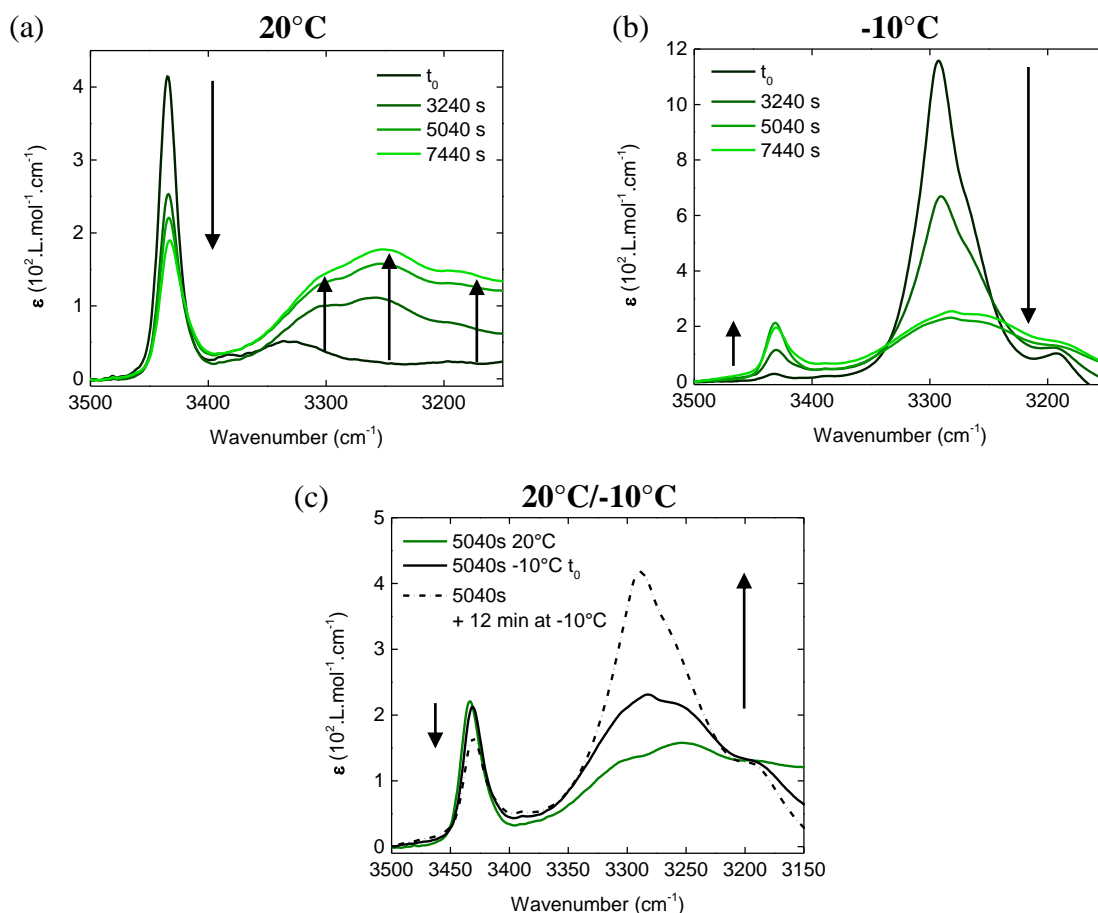 (a)
20°C
ε (10².L.mol⁻¹.cm⁻¹)
4
3
2
1
0
t₀
3240 s
5040 s
7440 s
3500
3400
3300
3200
Wavenumber (cm⁻¹)
(b)
-10°C
ε (10².L.mol⁻¹.cm⁻¹)
12
10
8
6
4
2
0
t₀
3240 s
5040 s
7440 s
3500
3400
3300
3200
Wavenumber (cm⁻¹)
(c)
20°C/-10°C
ε (10².L.mol⁻¹.cm⁻¹)
5
4
3
2
1
0
5040s 20°C
5040s -10°C t₀
5040s
+ 12 min at -10°C
3500
3450
3400
3350
3300
3250
3200
3150
Wavenumber (cm⁻¹)